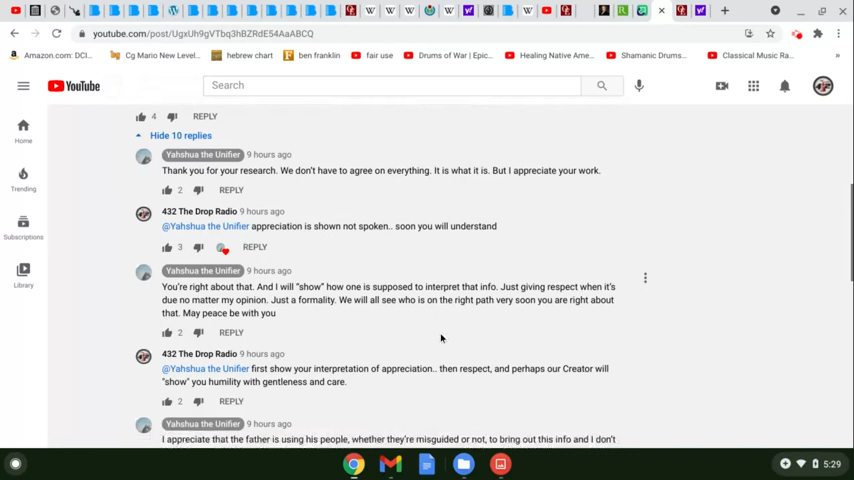 youtube.com/post/UgxUh9gVTbq3hBZRdE54AaABCQ
Amazon.com: DCI...
Cg Mario New Level...
hebrew chart
ben franklin
fair use
Drums of War | Epic...
Healing Native Ame...
Shamanic Drums...
Classical Music Ra...
YouTube
Search
Home
Trending
Subscriptions
Library
4 REPLY
Hide 10 replies
Yahshua the Unifier 9 hours ago
Thank you for your research. We don't have to agree on everything. It is what it is. But I appreciate your work.
2 REPLY
432 The Drop Radio 9 hours ago
@Yahshua the Unifier appreciation is shown not spoken.. soon you will understand
3 REPLY
Yahshua the Unifier 9 hours ago
You're right about that. And I will "show" how one is supposed to interpret that info. Just giving respect when it's
due no matter my opinion. Just a formality. We will all see who is on the right path very soon you are right about
that. May peace be with you
2 REPLY
432 The Drop Radio 9 hours ago
@Yahshua the Unifier first show your interpretation of appreciation.. then respect, and perhaps our Creator will
"show" you humility with gentleness and care.
2 REPLY
Yahshua the Unifier 9 hours ago
I appreciate that the father is using his people, whether they're misguided or not, to bring out this info and I don't
5:29